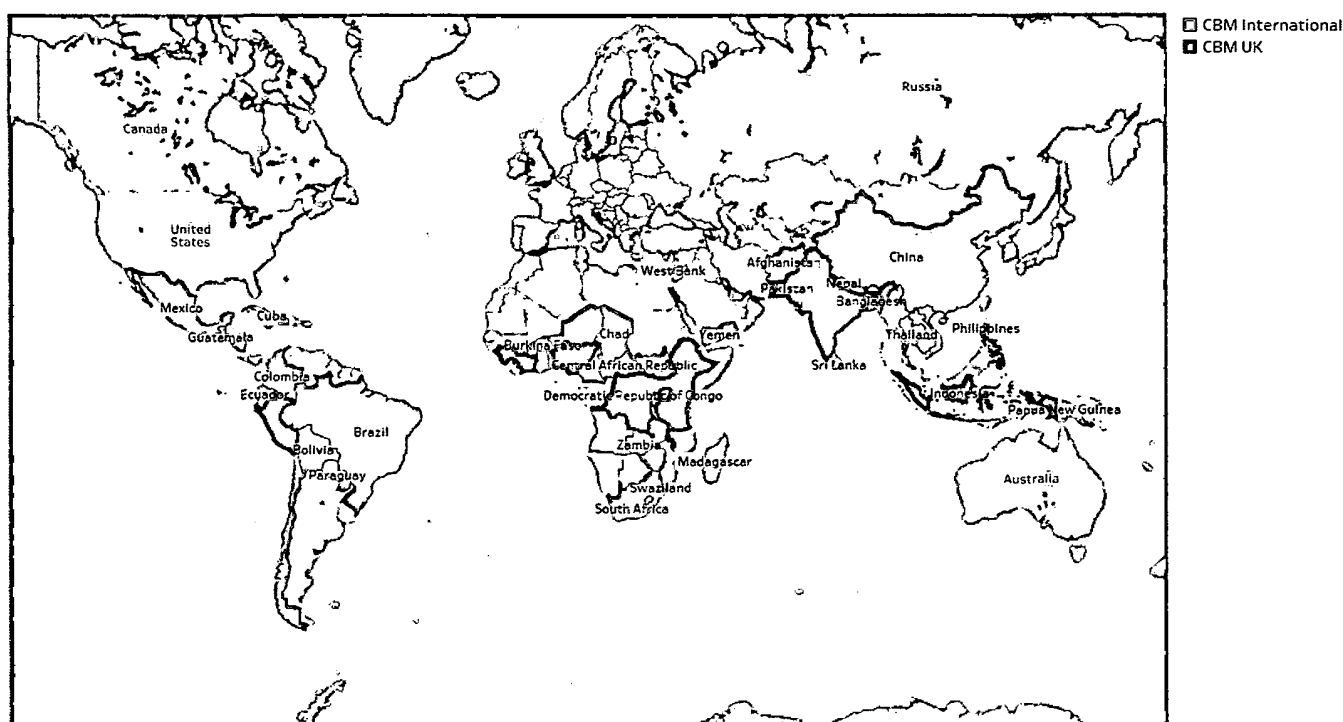 CBM International
CBM UK
Russia
Canada
United
States
China
West Bank
Afghanistan
Pakistan
Nepal
Bangladesh
Mexico
Cuba
Guatemala
Burkina Faso
Chad
Yemen
Thailand
Philippines
Central African Republic
Sri Lanka
Colombia
Ecuador
Democratic Republic of Congo
Indonesia
Papua New Guinea
Brazil
Bolivia
Zambia
Madagascar
Paraguay
Swaziland
South Africa
Australia